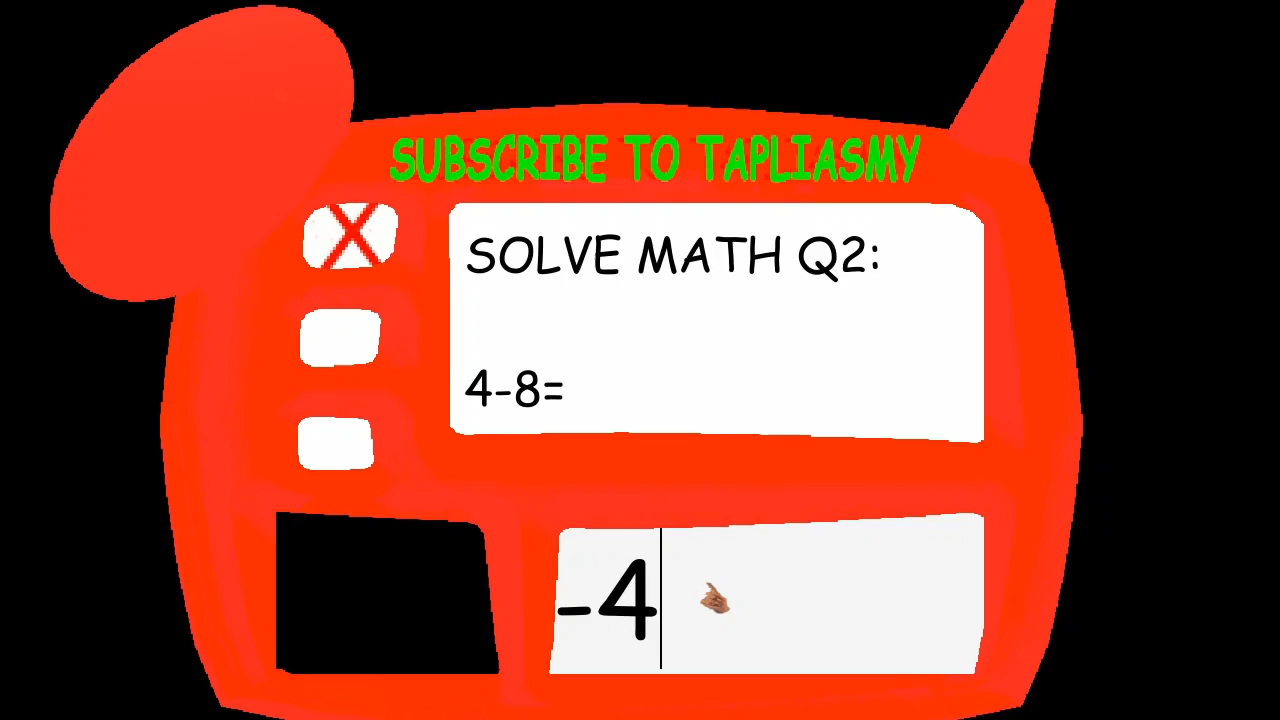 SUBSCRIBE TO TAPLIASMY
X
SOLVE MATH Q2:
4-8=
-4